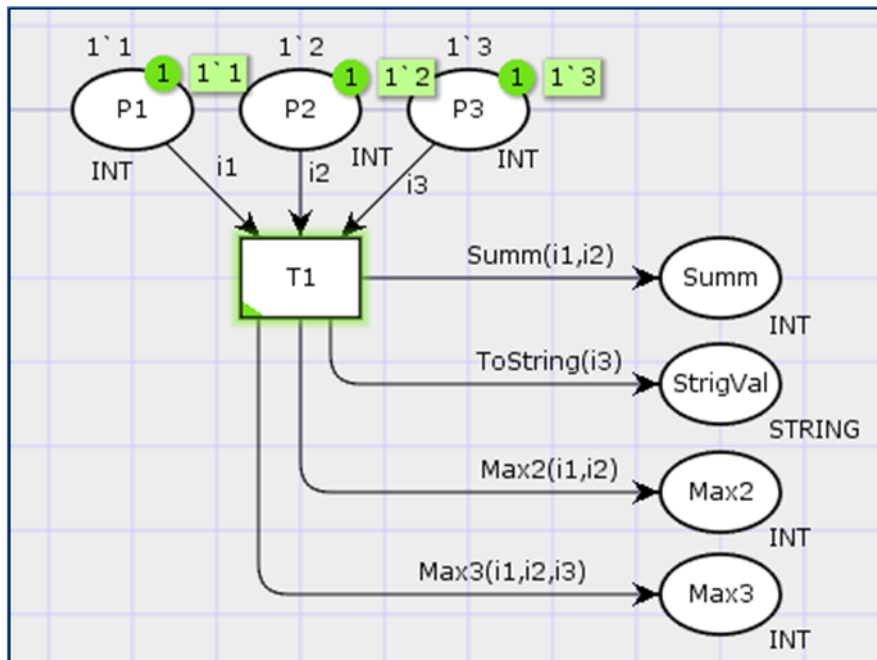 1`1 1`2 1`3
1 1`1 1 1`2 1 1`3
P1 P2 P3
INT INT INT
i1 i2 i3
T1
Summ(i1,i2) Summ
INT
ToString(i3) StrigVal
STRING
Max2(i1,i2) Max2
INT
Max3(i1,i2,i3) Max3
INT